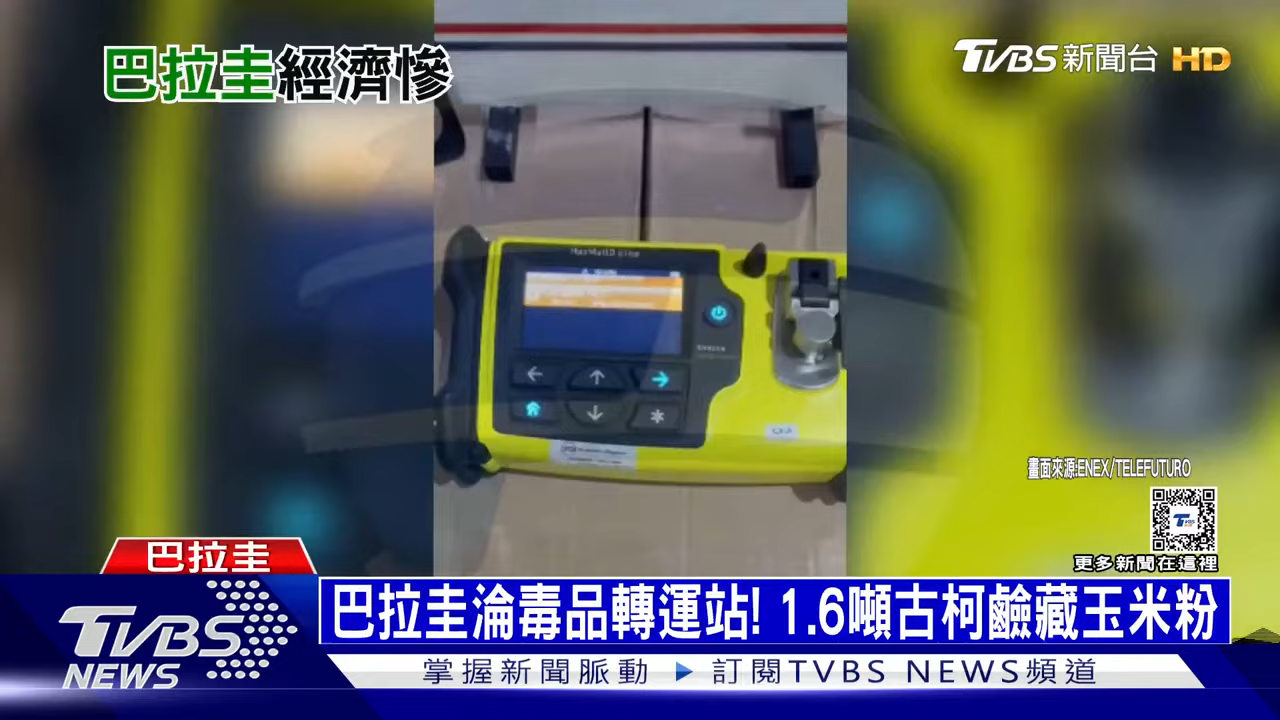 巴拉圭經濟慘
TVBS新聞台 HD
畫面來源:ENEX/TELEFUTURO
TVBS
更多新聞在這裡
巴拉圭
巴拉圭淪毒品轉運站! 1.6噸古柯鹼藏玉米粉
TVBS NEWS
掌握新聞脈動 ▶ 訂閱TVBS NEWS頻道